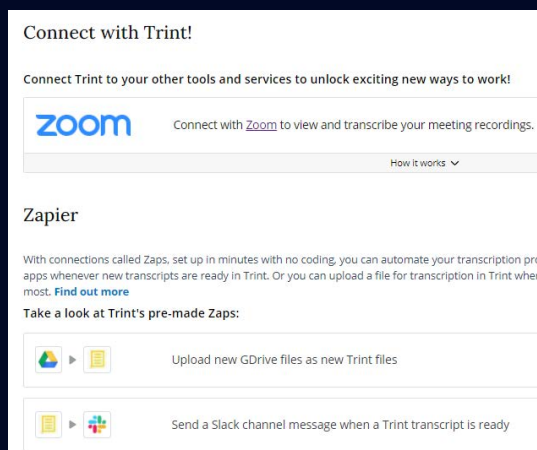 Connect with Trint!
Connect Trint to your other tools and services to unlock exciting new ways to work!
zoom
Connect with Zoom to view and transcribe your meeting recordings.
How it works
Zapier
With connections called Zaps, set up in minutes with no coding, you can automate your transcription
apps whenever new transcripts are ready in Trint. Or you can upload a file for transcription in Trint
most. Find out more
Take a look at Trint's pre-made Zaps:
Upload new GDrive files as new Trint files
Send a Slack channel message when a Trint transcript is ready